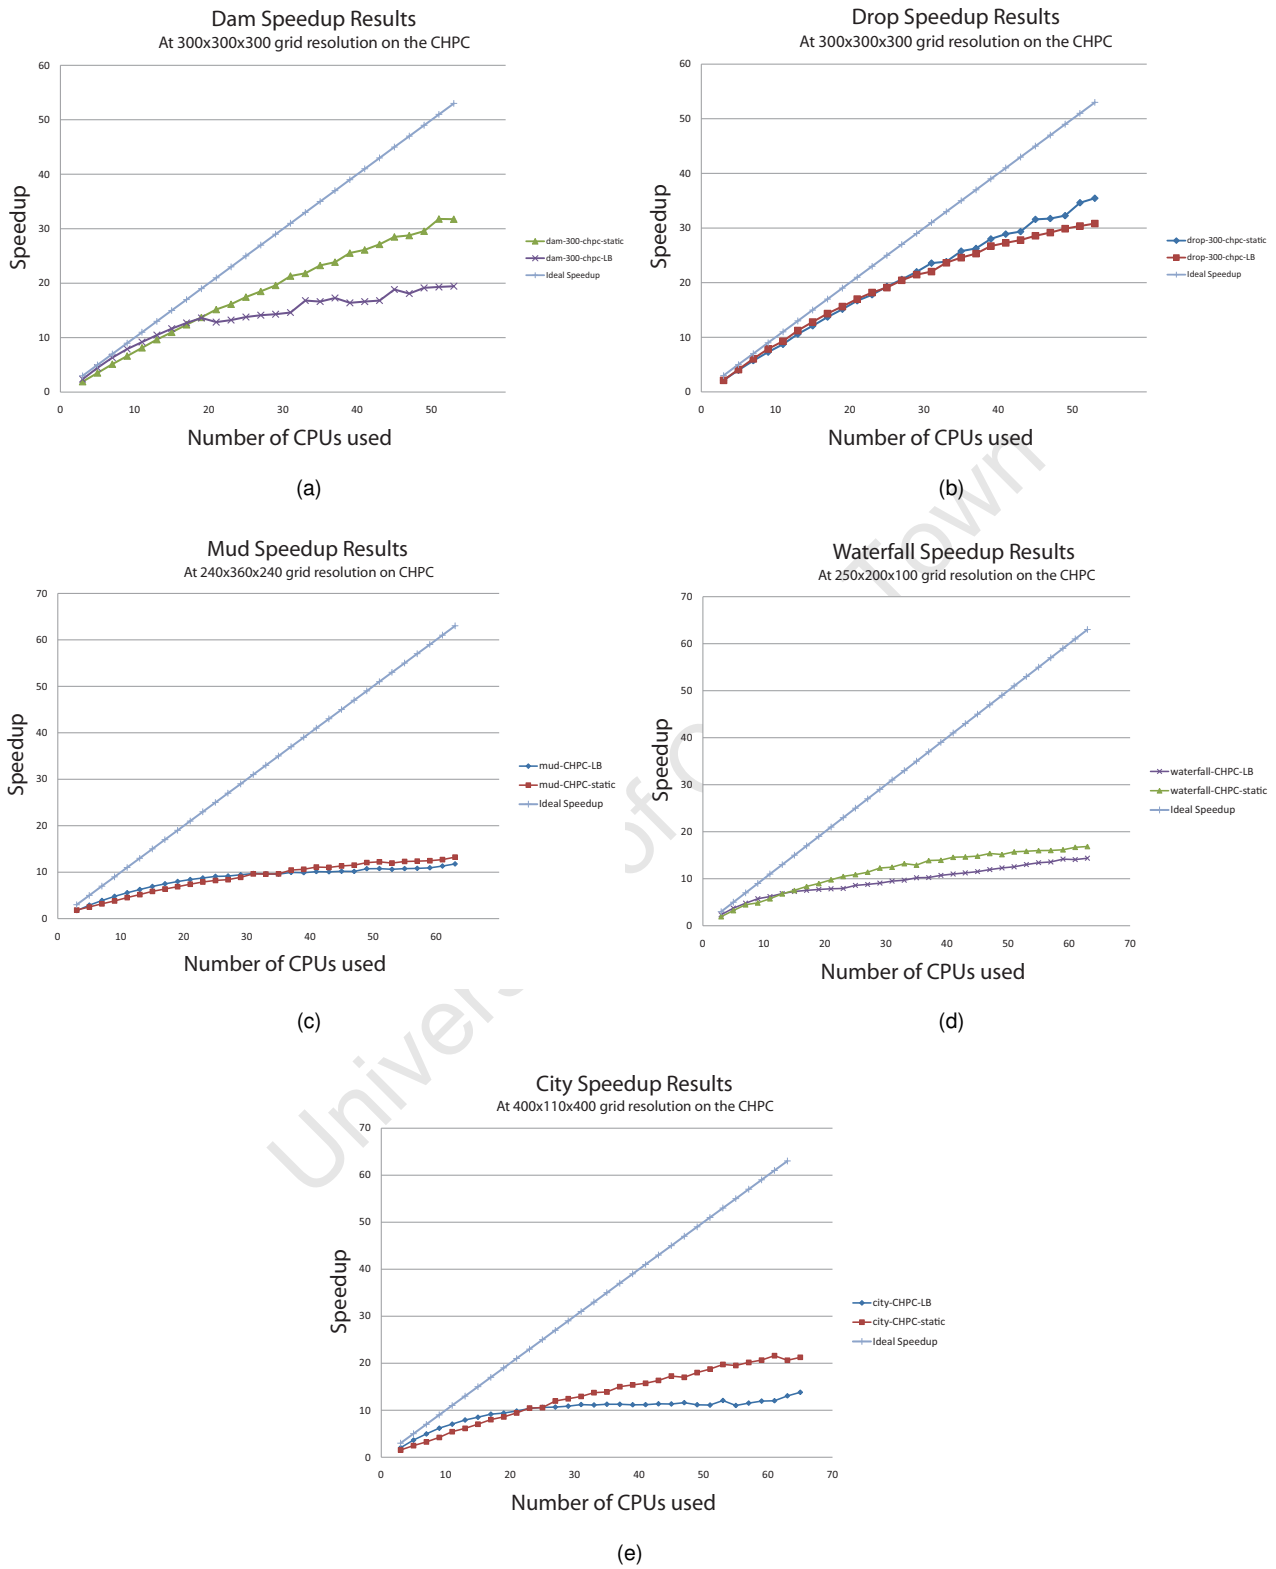 Dam Speedup Results
At 300x300x300 grid resolution on the CHPC
60
50
40
30
20
10
0
0 10 20 30 40 50
Speedup
Number of CPUs used
dam-300-chpc-static
dam-300-chpc-LB
Ideal Speedup
(a)
Drop Speedup Results
At 300x300x300 grid resolution on the CHPC
60
50
40
30
20
10
0
0 10 20 30 40 50
Speedup
Number of CPUs used
drop-300-chpc-static
drop-300-chpc-LB
Ideal Speedup
(b)
Mud Speedup Results
At 240x360x240 grid resolution on CHPC
70
60
50
40
30
20
10
0
0 10 20 30 40 50 60
Speedup
Number of CPUs used
mud-CHPC-LB
mud-CHPC-static
Ideal Speedup
(c)
Waterfall Speedup Results
At 250x200x100 grid resolution on the CHPC
70
60
50
40
30
20
10
0
0 10 20 30 40 50 60 70
Speedup
Number of CPUs used
waterfall-CHPC-LB
waterfall-CHPC-static
Ideal Speedup
(d)
City Speedup Results
At 400x110x400 grid resolution on the CHPC
70
60
50
40
30
20
10
0
0 10 20 30 40 50 60 70
Speedup
Number of CPUs used
city-CHPC-LB
city-CHPC-static
Ideal Speedup
(e)
of
Town